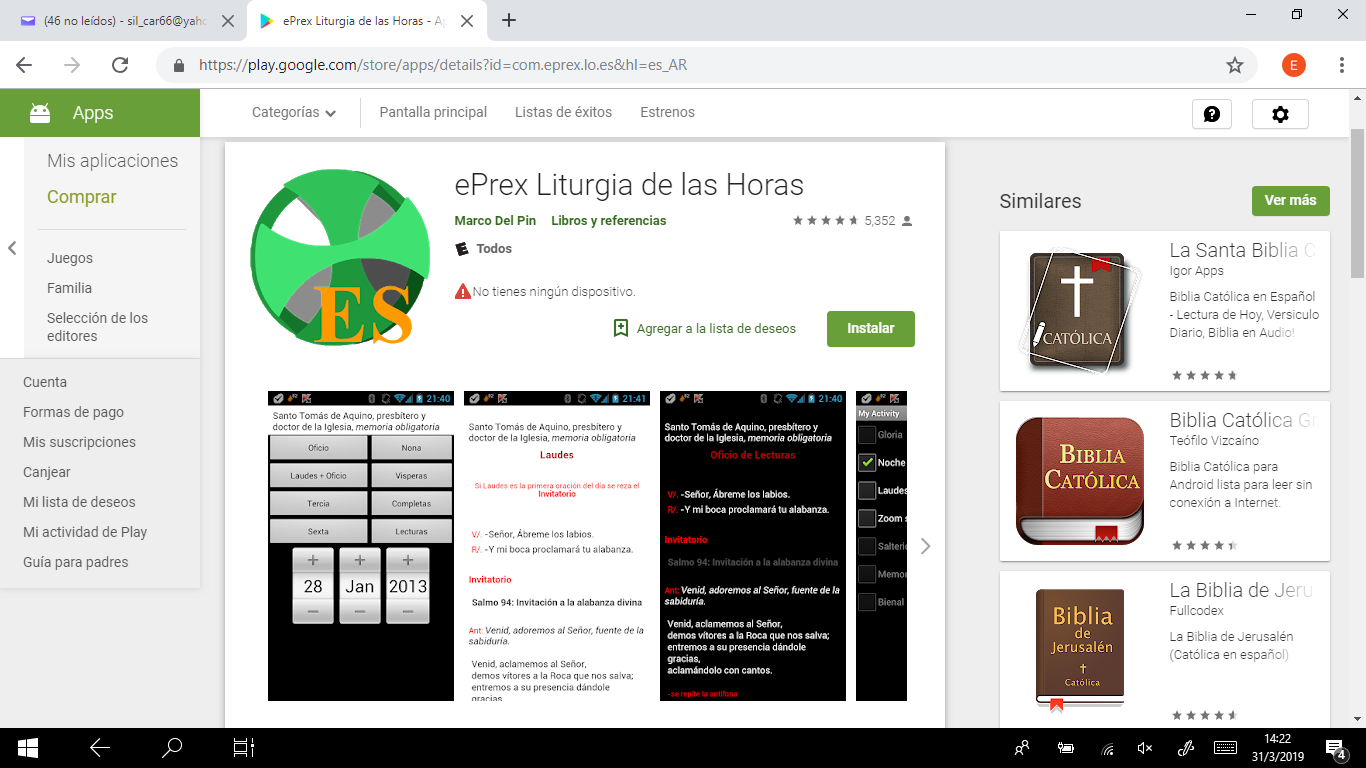 (46 no leídos) - sil_car66@yaho
ePrex Liturgia de las Horas - Ap
https://play.google.com/store/apps/details?id=com.eprex.lo.es&hl=es_AR
E
Apps
Categorías
Pantalla principal
Listas de éxitos
Estrenos
Mis aplicaciones
Comprar
Juegos
Familia
Selección de los
editores
Cuenta
Formas de pago
Mis suscripciones
Canjear
Mi lista de deseos
Mi actividad de Play
Guía para padres
ES
ePrex Liturgia de las Horas
Marco Del Pin Libros y referencias 5,352
E Todos
No tienes ningún dispositivo.
Agregar a la lista de deseos
Instalar
21:40
Santo Tomás de Aquino, presbítero y
doctor de la Iglesia, memoria obligatoria
Oficio Nona
Laudes + Oficio Visperas
Tercia Completas
Sexta Lecturas
+ + +
28 Jan 2013
− − −
21:41
Santo Tomás de Aquino, presbítero y
doctor de la Iglesia, memoria obligatoria
Laudes
Si Laudes es la primera oración del día se reza el
Invitatorio
V/. -Señor, Ábreme los labios.
R/. -Y mi boca proclamará tu alabanza.
Invitatorio
Salmo 94: Invitación a la alabanza divina
Ant: Venid, adoremos al Señor, fuente de la
sabiduría.
Venid, aclamemos al Señor,
demos vítores a la Roca que nos salva;
entremos a su presencia dándole
gracias,
21:40
Santo Tomás de Aquino, presbítero y
doctor de la Iglesia, memoria obligatoria
Oficio de Lecturas
V/. -Señor, Ábreme los labios.
R/. -Y mi boca proclamará tu alabanza.
Invitatorio
Salmo 94: Invitación a la alabanza divina
Ant: Venid, adoremos al Señor, fuente de la
sabiduría.
Venid, aclamemos al Señor,
demos vítores a la Roca que nos salva;
entremos a su presencia dándole
gracias,
aclamándolo con cantos.
-se repite la antífona
My Activity
Gloria
Noche
Laudes
Zoom s
Salterio
Memor
Bienal
Similares
Ver más
CATÓLICA
La Santa Biblia C
Igor Apps
Biblia Católica en Español
- Lectura de Hoy, Versiculo
Diario, Biblia en Audio!
BIBLIA
CATÓLICA
Biblia Católica Gr
Teófilo Vizcaíno
Biblia Católica para
Android lista para leer sin
conexión a Internet.
Biblia
de
Jerusalén
Católica
La Biblia de Jeru
Fullcodex
La Biblia de Jerusalén
(Católica en español)
14:22
31/3/2019
4